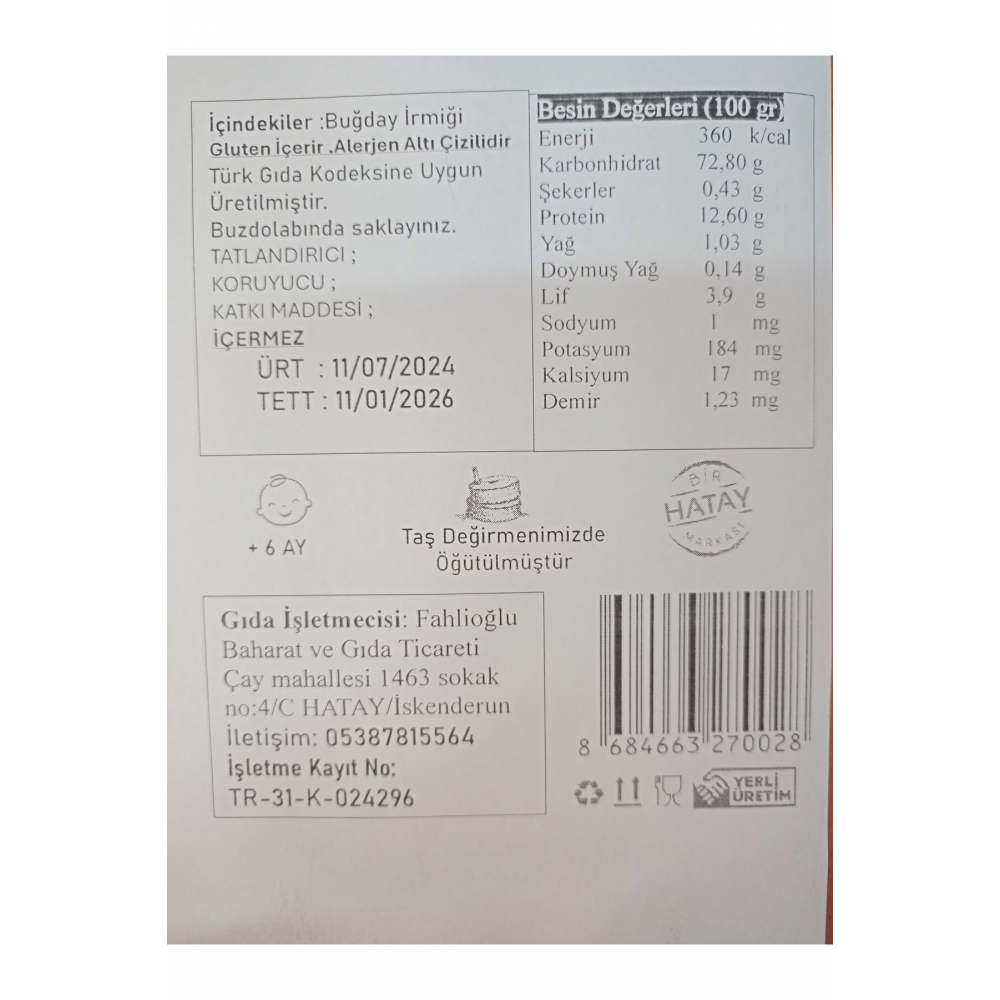 İçindekiler :Buğday İrmiği
Gluten İçerir .Alerjen Altı Çizilidir
Türk Gıda Kodeksine Uygun
Üretilmiştir.
Buzdolabında saklayınız.
TATLANDIRICI ;
KORUYUCU ;
KATKI MADDESİ ;
İÇERMEZ
ÜRT : 11/07/2024
TETT : 11/01/2026
Besin Değerleri (100 gr)
Enerji 360 k/cal
Karbonhidrat 72,80 g
Şekerler 0,43 g
Protein 12,60 g
Yağ 1,03 g
Doymuş Yağ 0,14 g
Lif 3,9 g
Sodyum 1 mg
Potasyum 184 mg
Kalsiyum 17 mg
Demir 1,23 mg
+ 6 AY
Taş Değirmenimizde
Öğütülmüştür
BİR
HATAY
MARKASI
Gıda İşletmecisi: Fahlioğlu
Baharat ve Gıda Ticareti
Çay mahallesi 1463 sokak
no:4/C HATAY/İskenderun
İletişim: 05387815564
İşletme Kayıt No:
TR-31-K-024296
8 684663 270028
YERLİ
ÜRETİM